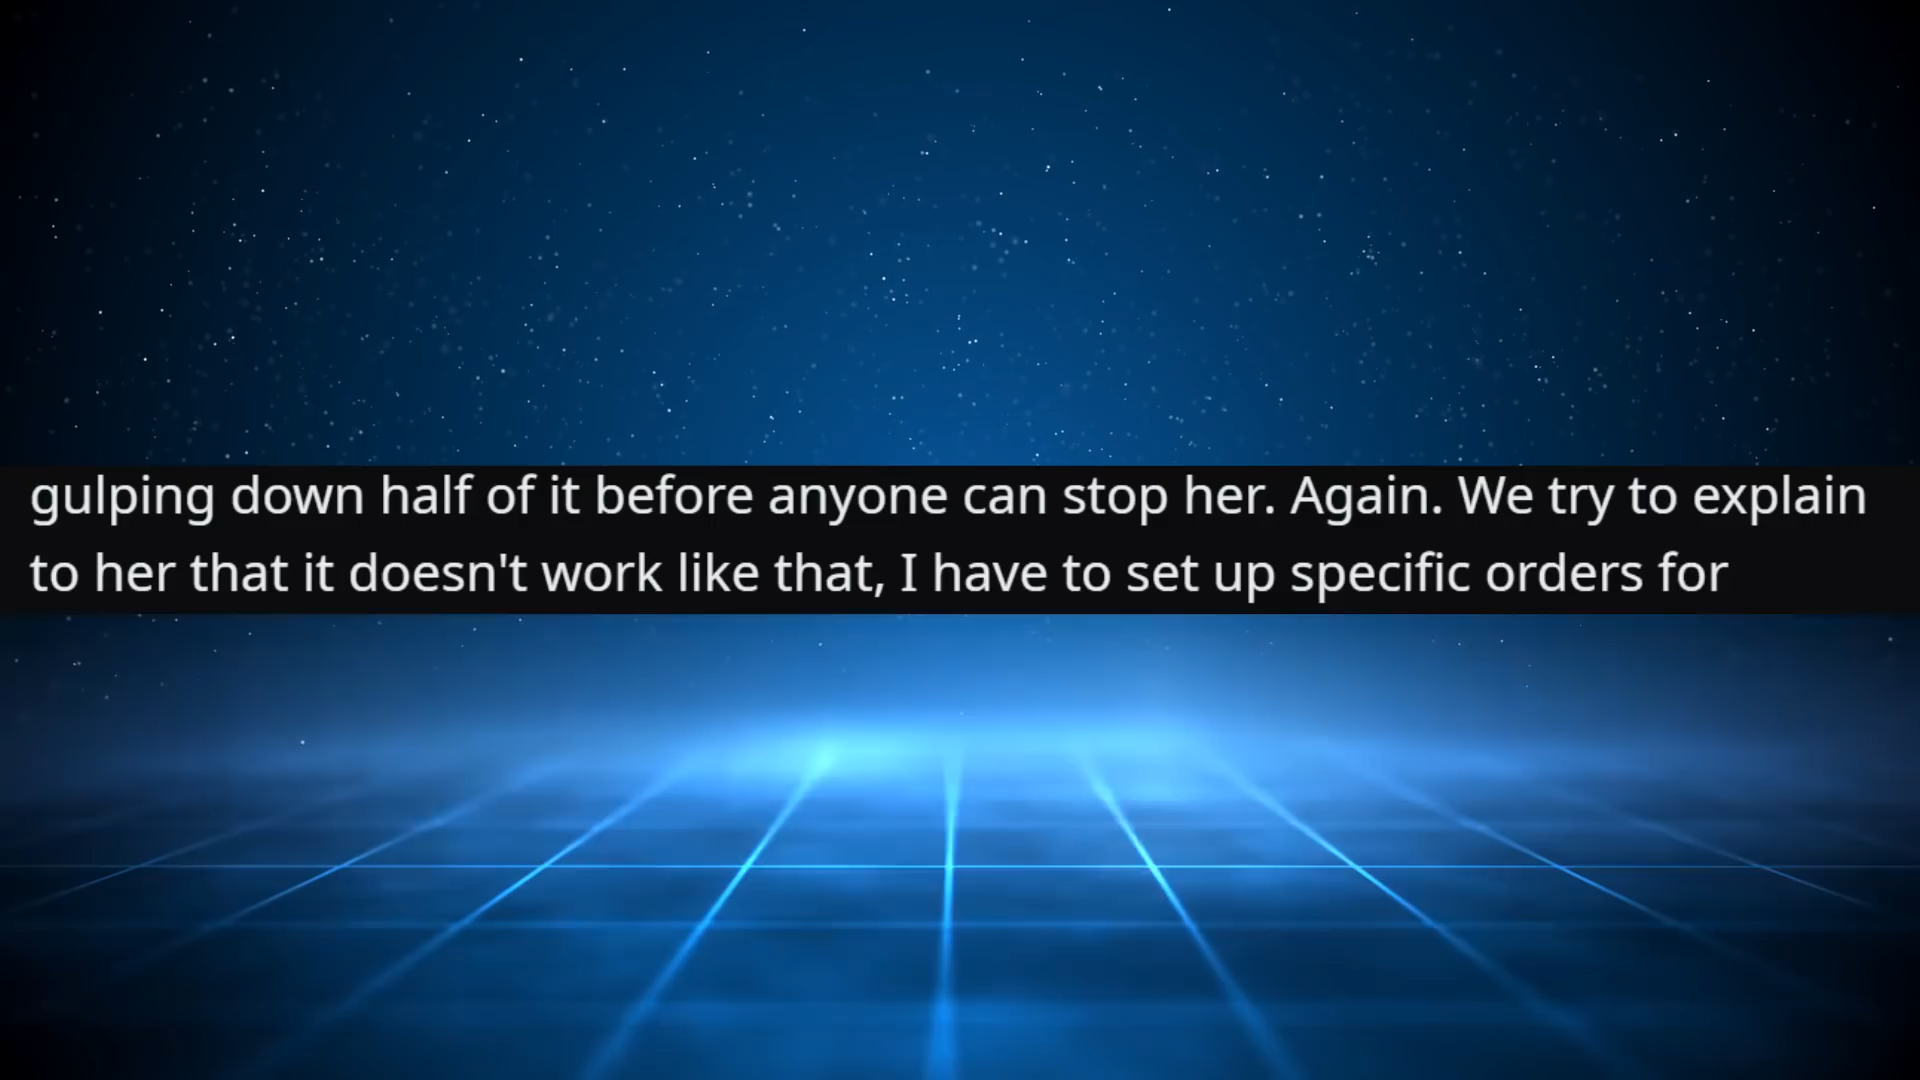 gulping down half of it before anyone can stop her. Again. We try to explain
to her that it doesn't work like that, I have to set up specific orders for